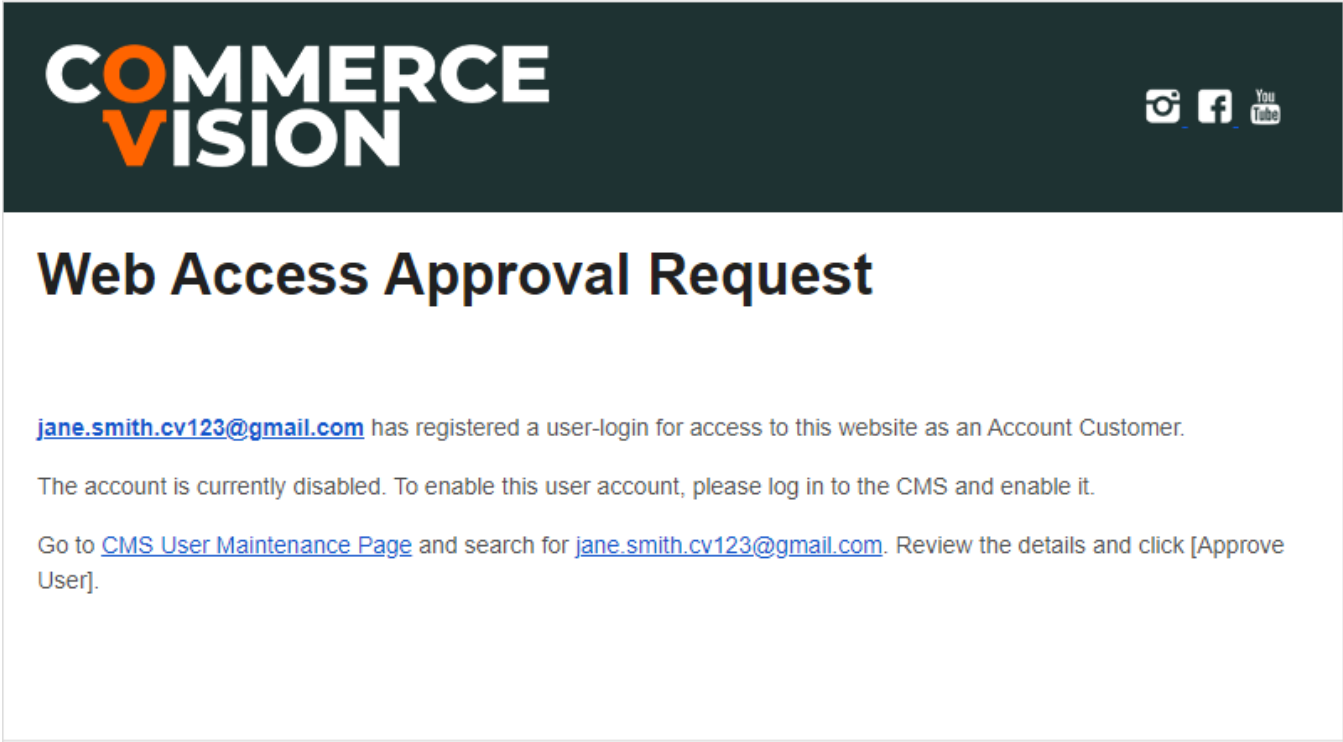 COMMERCE
VISION
You
Tube
Web Access Approval Request
jane.smith.cv123@gmail.com has registered a user-login for access to this website as an Account Customer.
The account is currently disabled. To enable this user account, please log in to the CMS and enable it.
Go to CMS User Maintenance Page and search for jane.smith.cv123@gmail.com. Review the details and click [Approve
User].